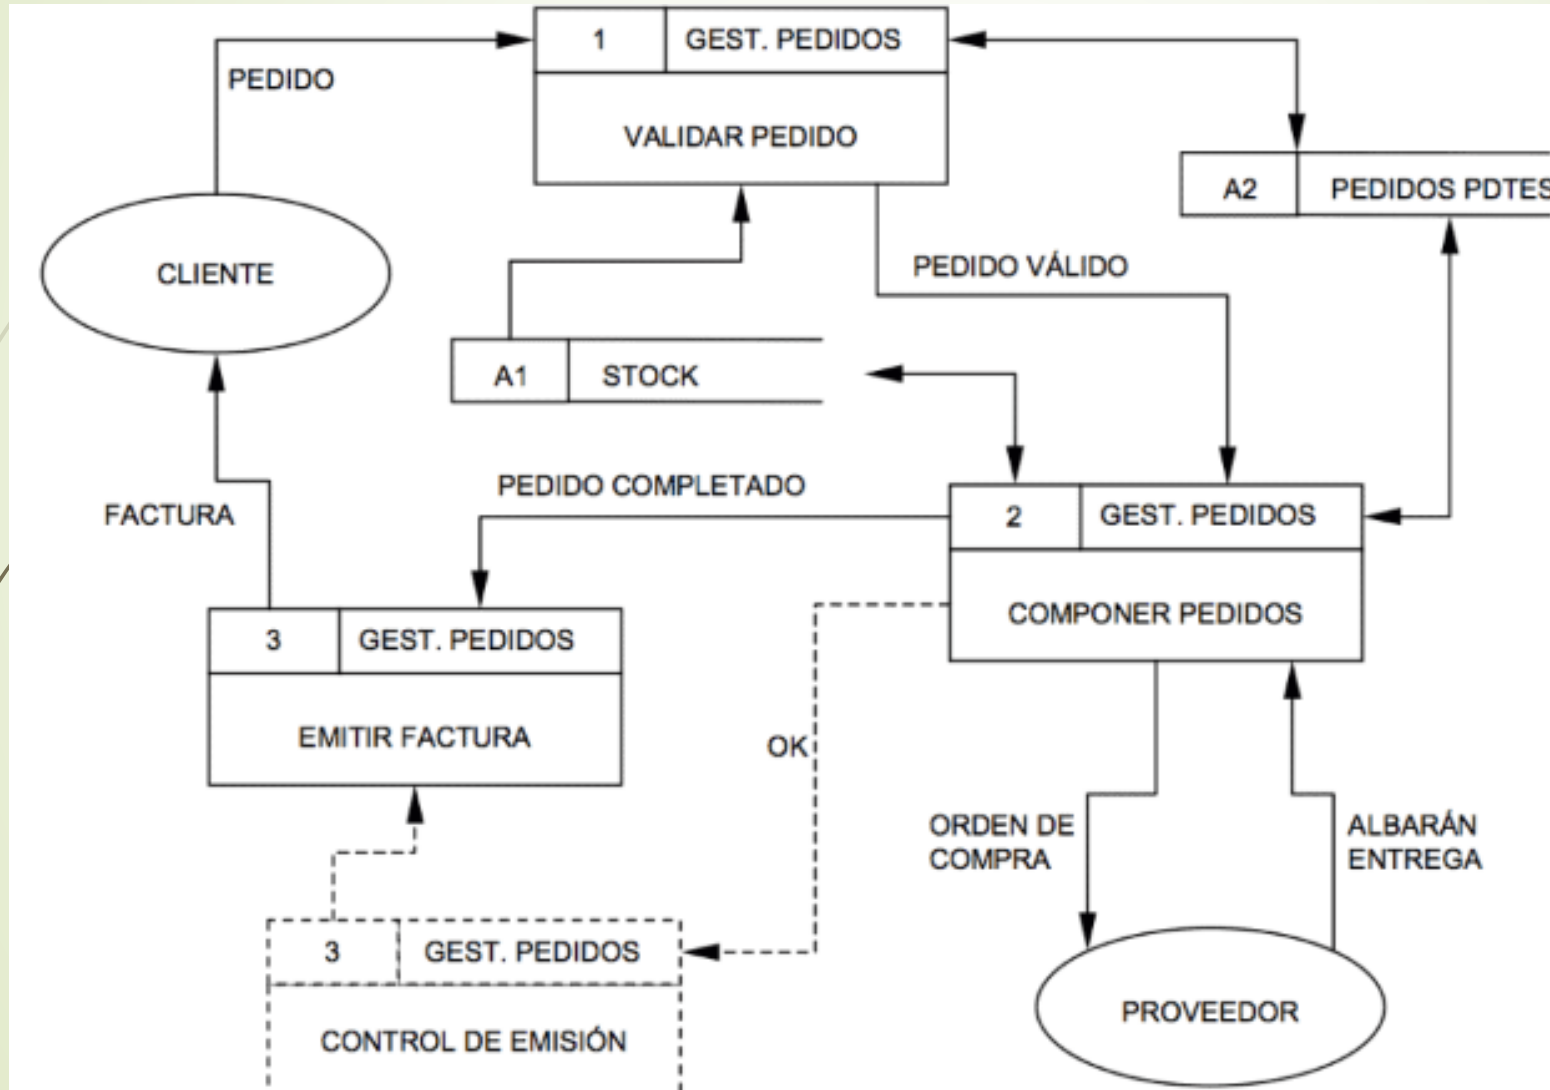 1 GEST. PEDIDOS
PEDIDO
VALIDAR PEDIDO
A2 PEDIDOS PDTES
CLIENTE
PEDIDO VÁLIDO
A1 STOCK
PEDIDO COMPLETADO
FACTURA
2 GEST. PEDIDOS
COMPONER PEDIDOS
3 GEST. PEDIDOS
EMITIR FACTURA
OK
ORDEN DE
COMPRA
ALBARÁN
ENTREGA
3 GEST. PEDIDOS
CONTROL DE EMISIÓN
PROVEEDOR